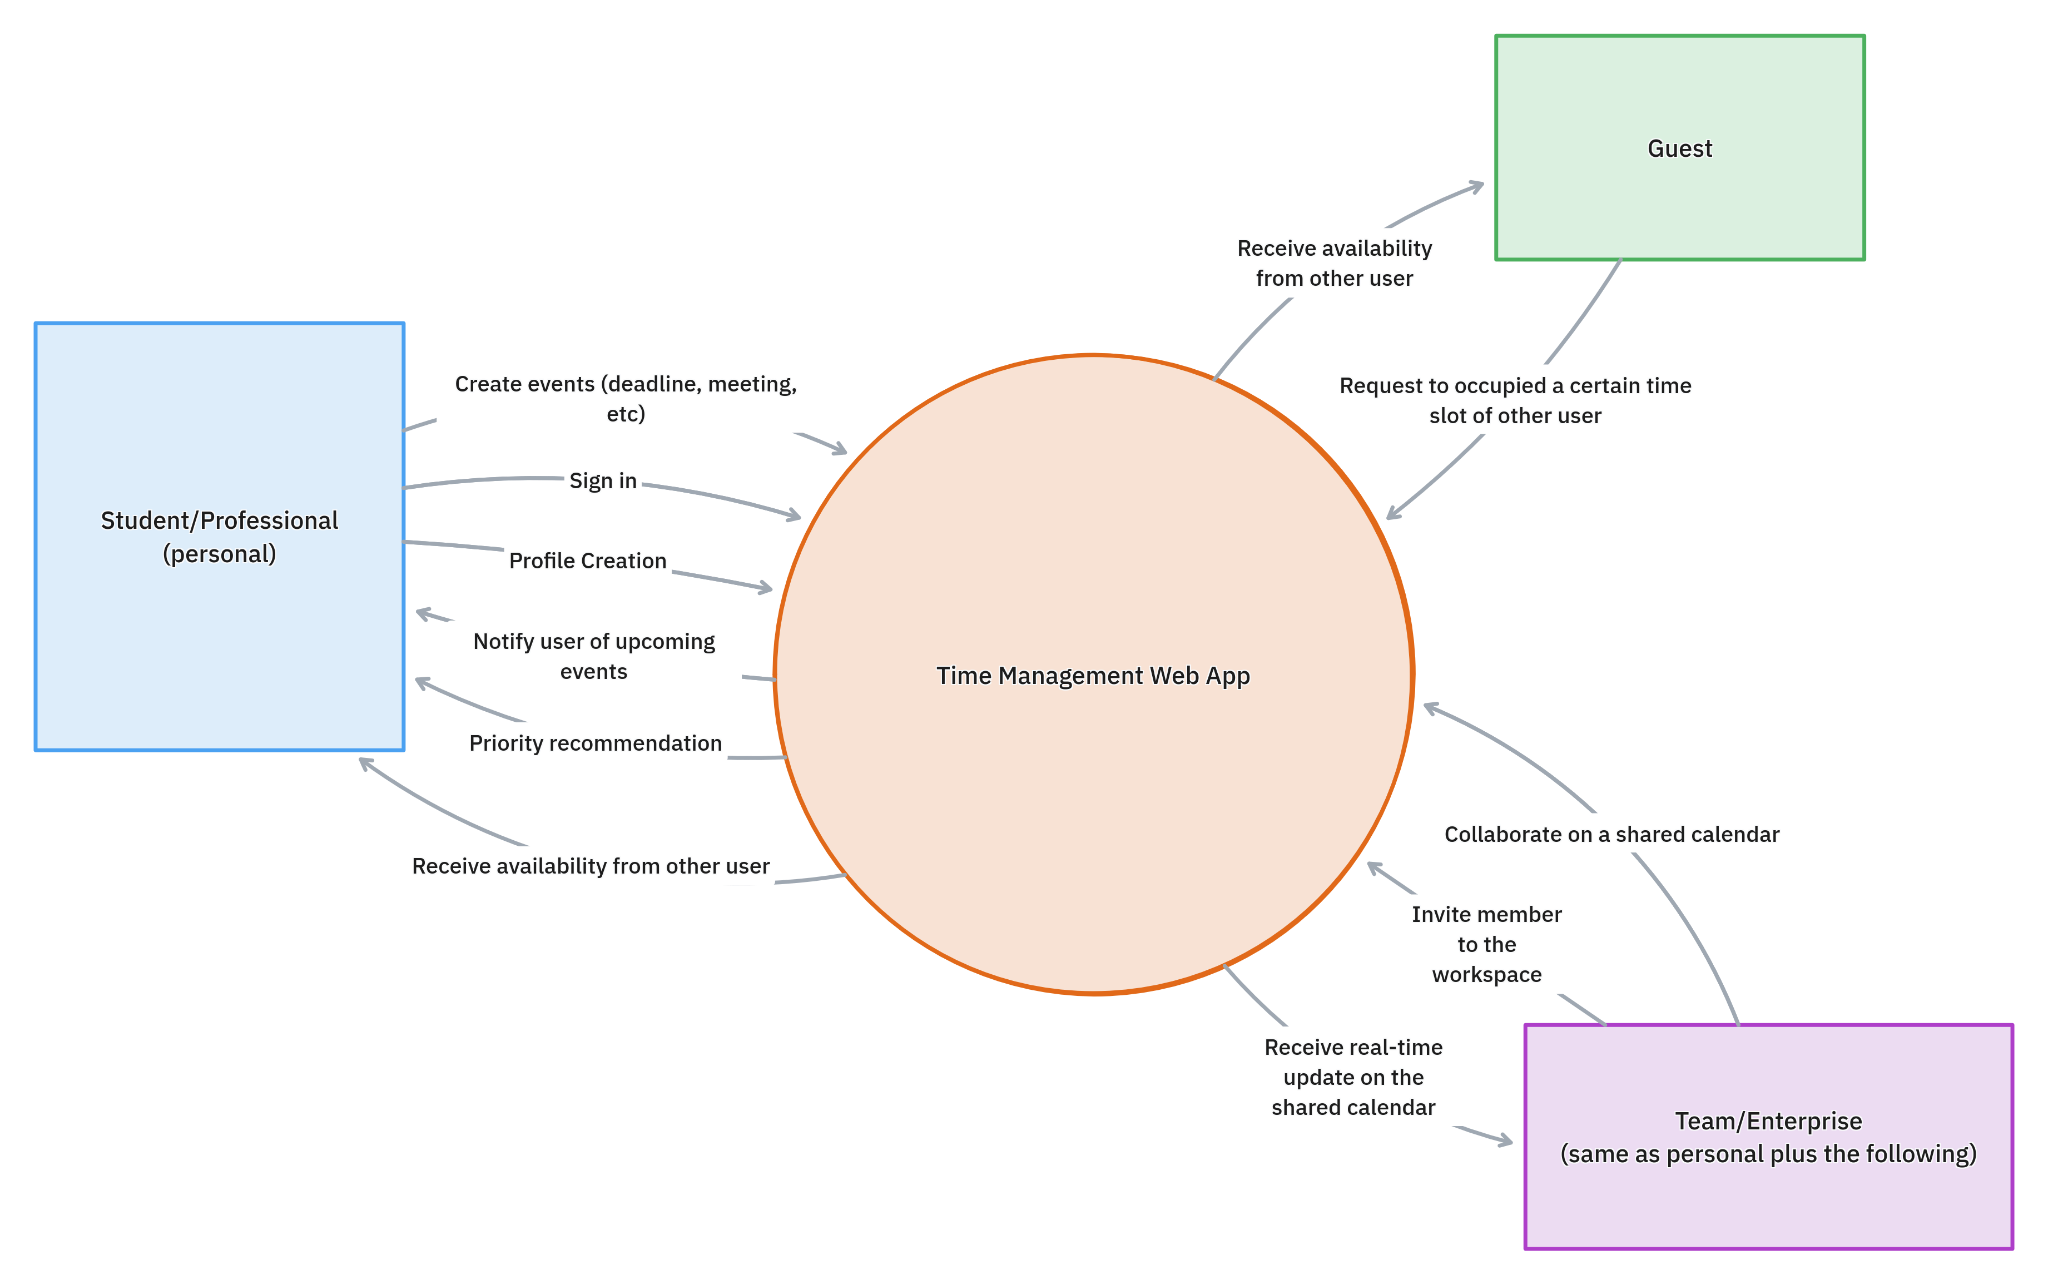 Guest
Receive availability
from other user
Create events (deadline, meeting,
etc)
Request to occupied a certain time
slot of other user
Sign in
Student/Professional
(personal)
Profile Creation
Notify user of upcoming
events
Time Management Web App
Priority recommendation
Receive availability from other user
Collaborate on a shared calendar
Invite member
to the
workspace
Receive real-time
update on the
shared calendar
Team/Enterprise
(same as personal plus the following)